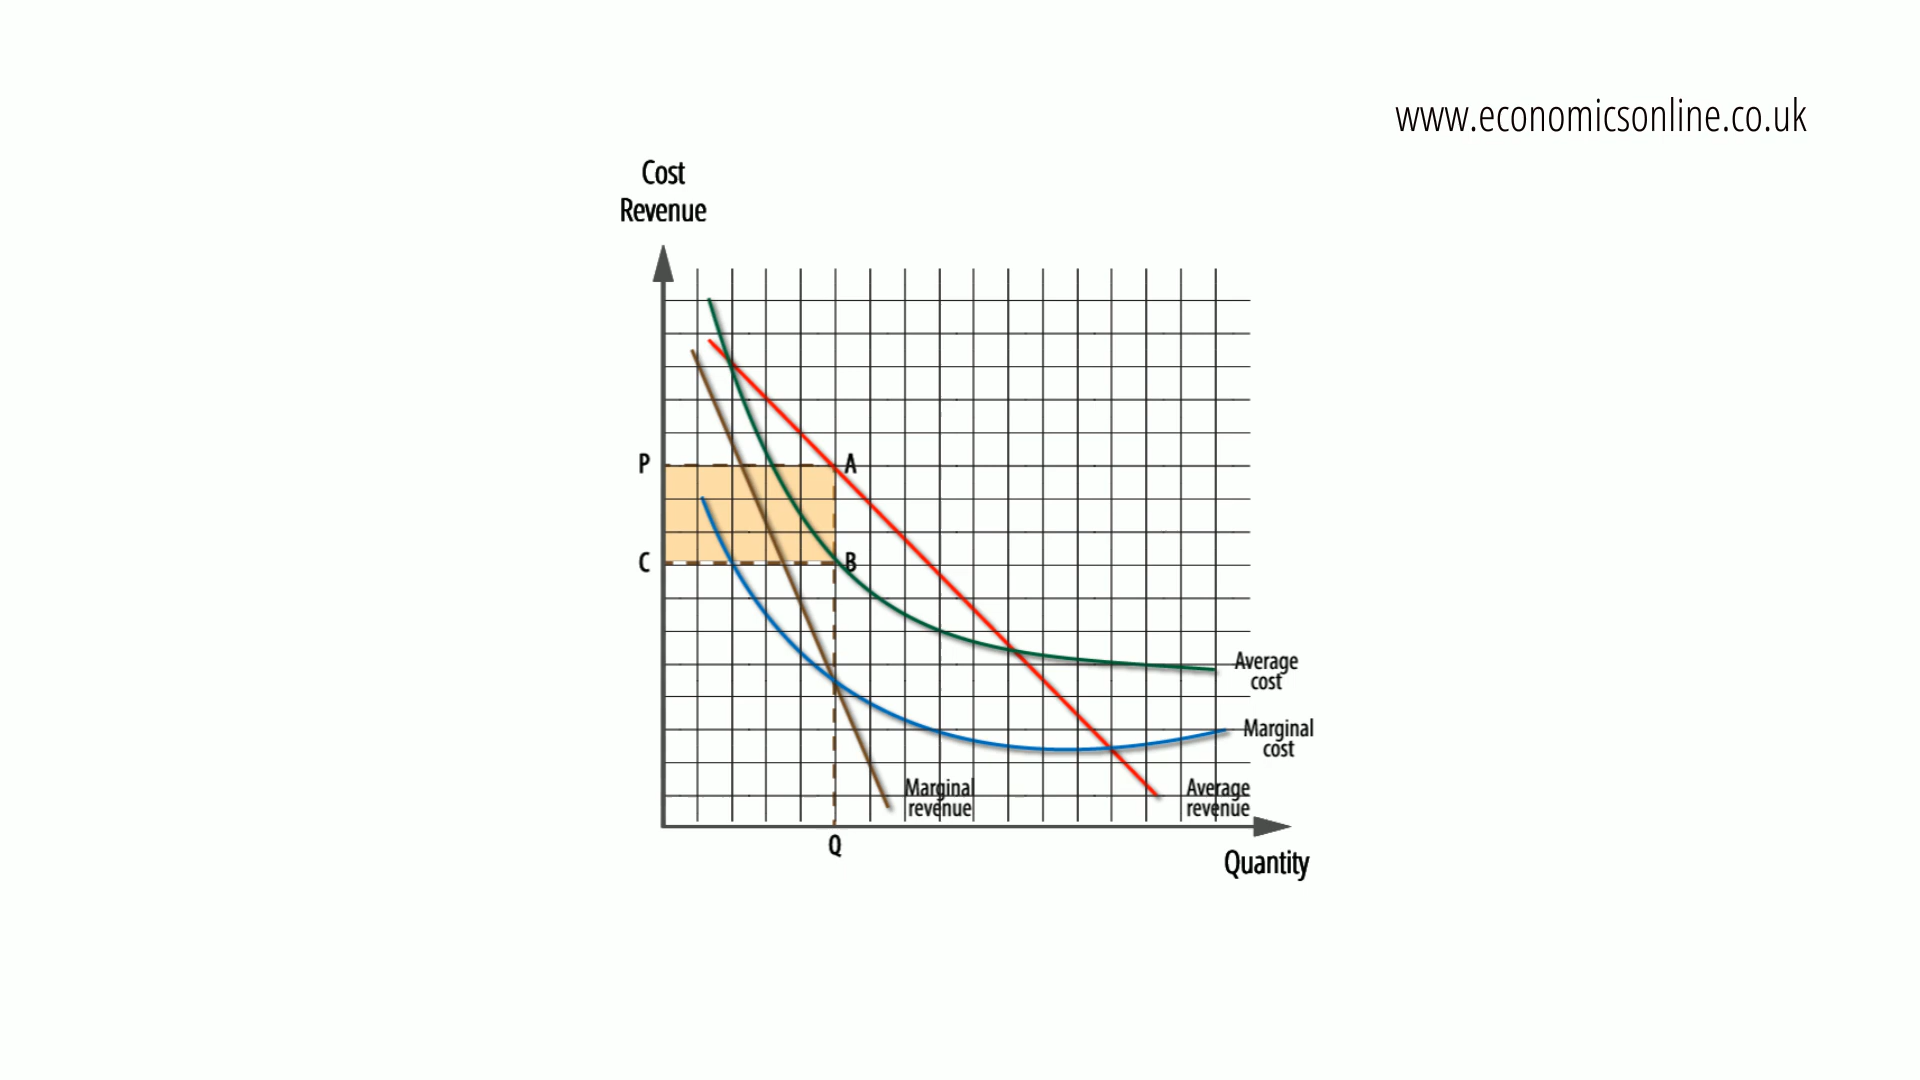 www.economicsonline.co.uk
Cost
Revenue
P
A
C
B
Average
cost
Marginal
cost
Marginal
revenue
Average
revenue
Q
Quantity